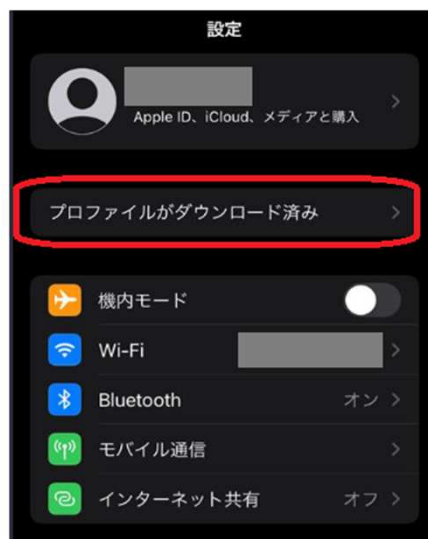 設定
Apple ID、iCloud、メディアと購入
プロファイルがダウンロード済み
機内モード
Wi-Fi
Bluetooth オン
モバイル通信
インターネット共有 オフ